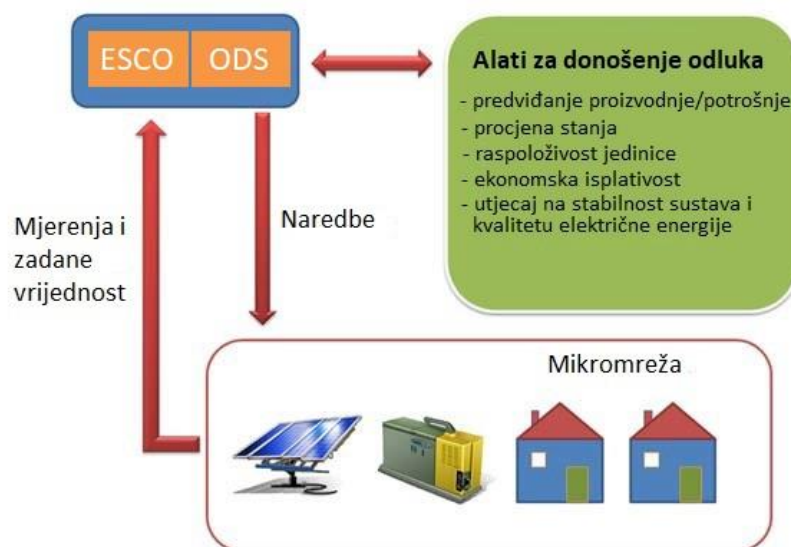 ESCO
ODS
Alati za donošenje odluka
- predviđanje proizvodnje/potrošnje
- procjena stanja
- raspoloživost jedinice
- ekonomska isplativost
- utjecaj na stabilnost sustava i
kvalitetu električne energije
Mjerenja i
zadane
vrijednost
Naredbe
Mikromreža